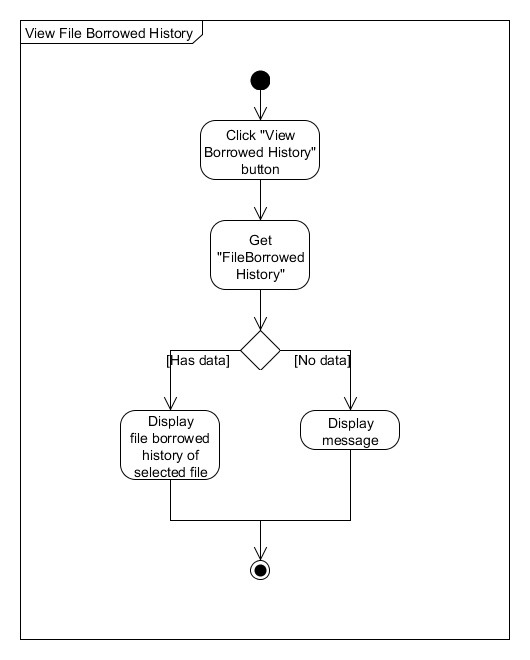 View File Borrowed History
Click "View
Borrowed History"
button
Get
"FileBorrowed
History"
[Has data]
[No data]
Display
file borrowed
history of
selected file
Display
message